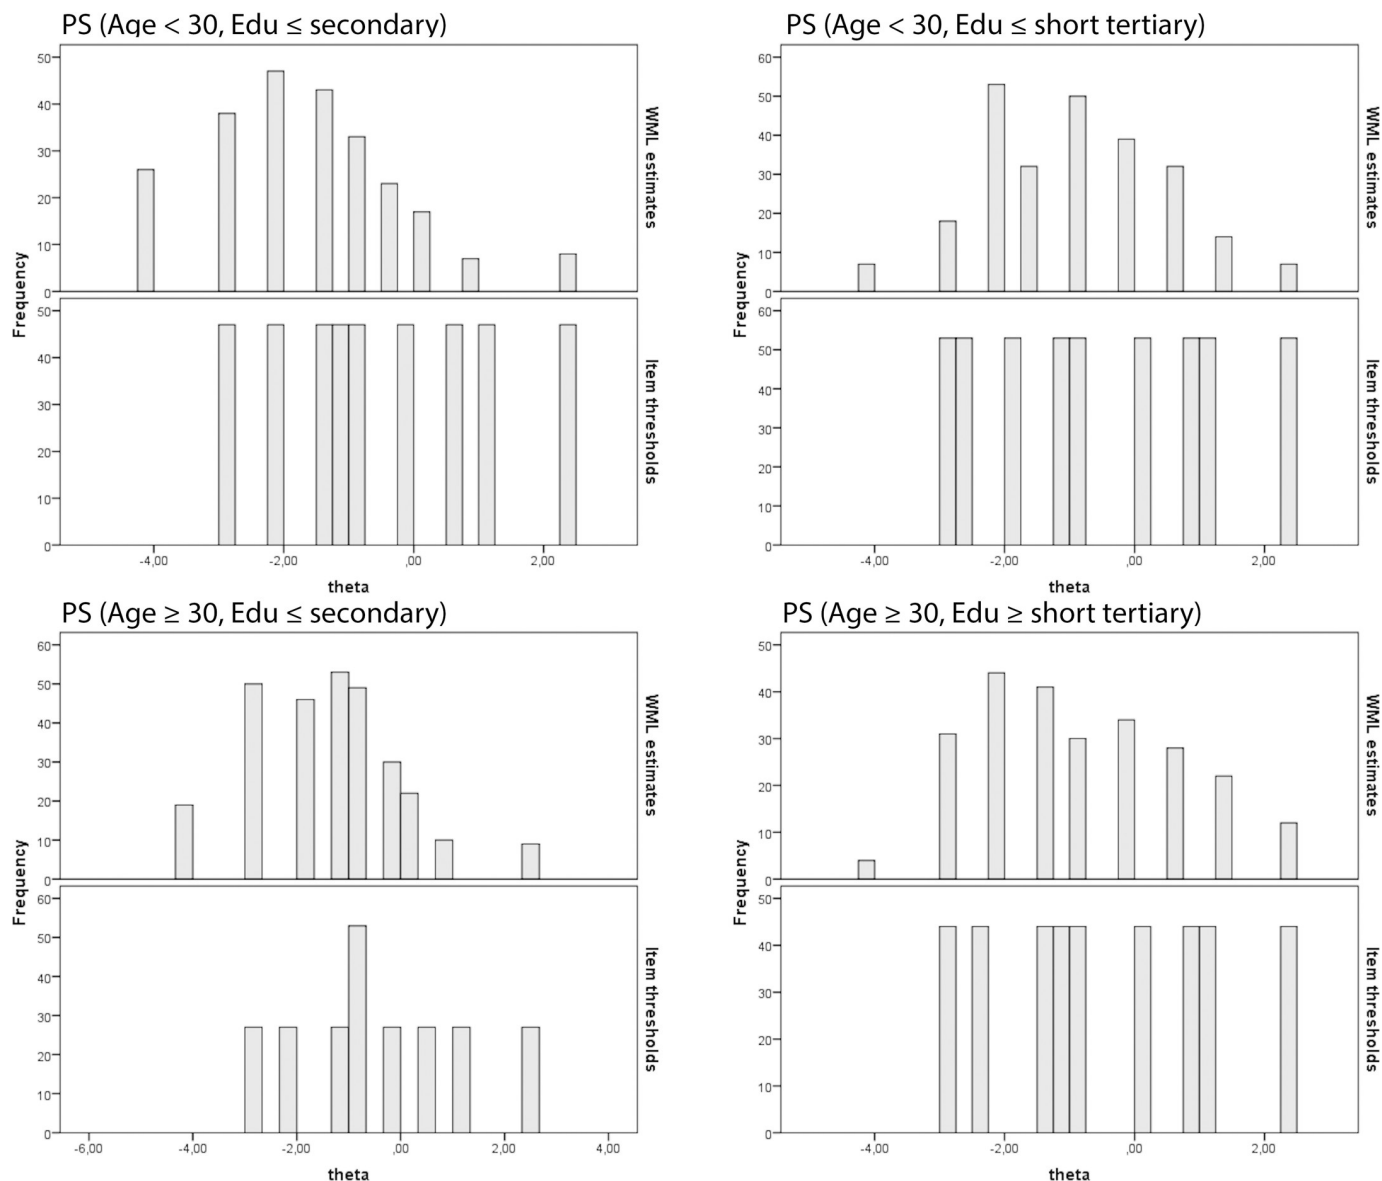 PS (Age < 30, Edu ≤ secondary)
50
40
30
20
10
0
WML estimates
Frequency
50
40
30
20
10
0
Item thresholds
-4,00 -2,00 ,00 2,00
theta
PS (Age < 30, Edu ≤ short tertiary)
60
50
40
30
20
10
0
WML estimates
Frequency
60
50
40
30
20
10
0
Item thresholds
-4,00 -2,00 ,00 2,00
theta
PS (Age ≥ 30, Edu ≤ secondary)
60
50
40
30
20
10
0
WML estimates
Frequency
60
50
40
30
20
10
0
Item thresholds
-6,00 -4,00 -2,00 ,00 2,00 4,00
theta
PS (Age ≥ 30, Edu ≥ short tertiary)
50
40
30
20
10
0
WML estimates
Frequency
50
40
30
20
10
0
Item thresholds
-4,00 -2,00 ,00 2,00
theta